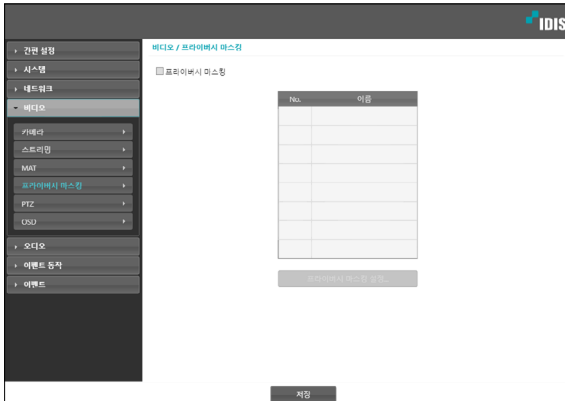 IDIS
비디오 / 프라이버시 마스킹
간편 설정
시스템
네트워크
비디오
카메라
스트리밍
MAT
프라이버시 마스킹
PTZ
OSD
오디오
이벤트 동작
이벤트
프라이버시 마스킹
No. 이름
프라이버시 마스킹 설정...
저장